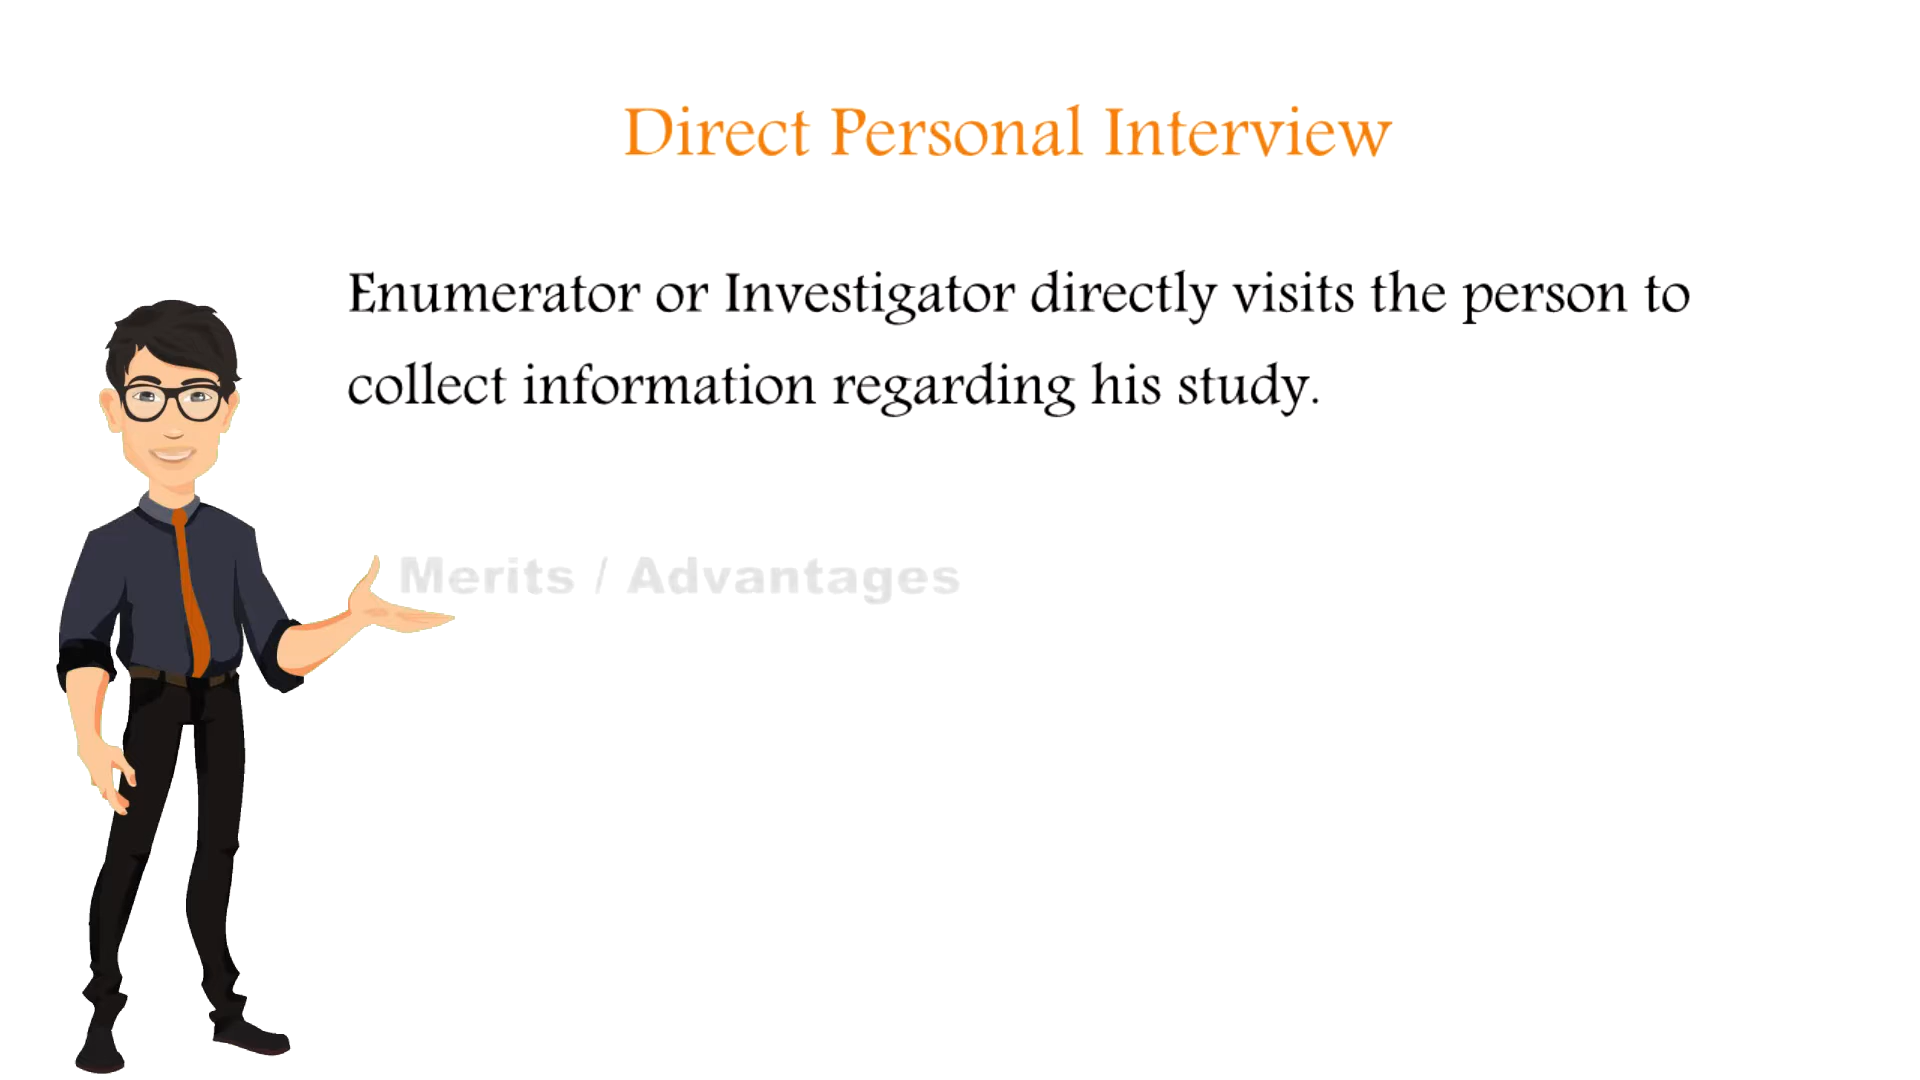 Direct Personal Interview
Enumerator or Investigator directly visits the person to
collect information regarding his study.
Merits / Advantages